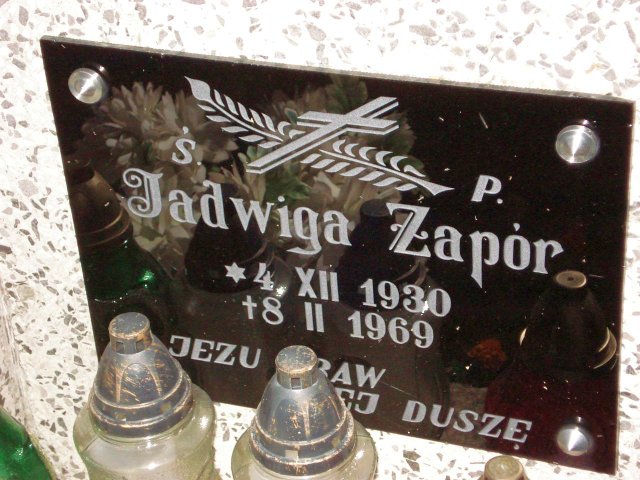 Ś. P.
Jadwiga Zapór
* 4 XII 1930
† 8 II 1969
JEZU
DUSZĘ